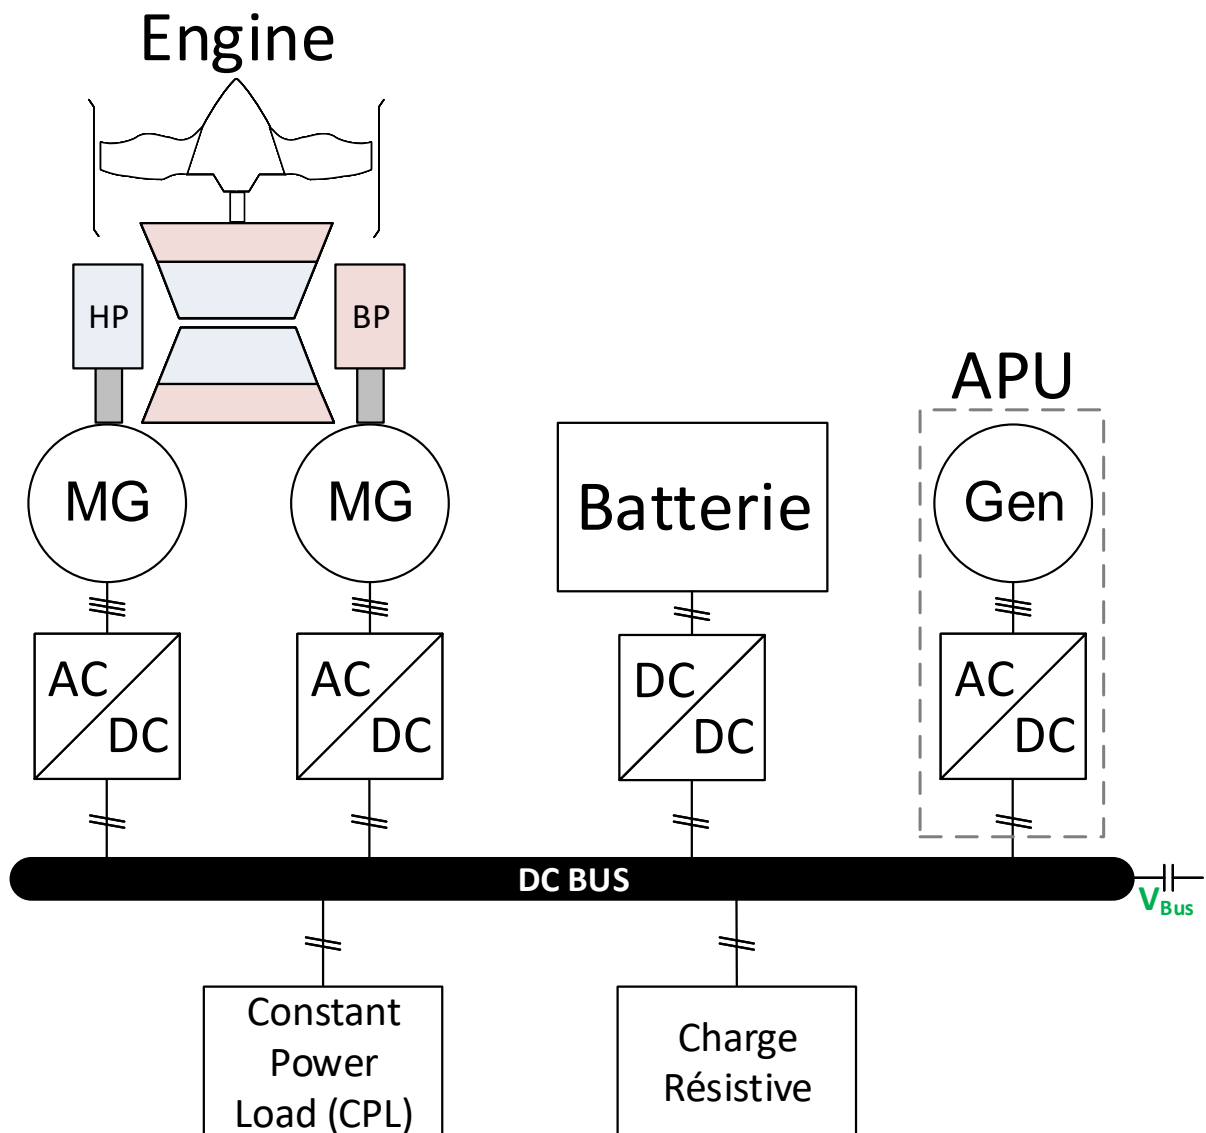 Engine
HP
BP
APU
MG
MG
Batterie
Gen
AC
DC
AC
DC
DC
DC
AC
DC
DC BUS
VBus
Constant
Power
Load (CPL)
Charge
Résistive